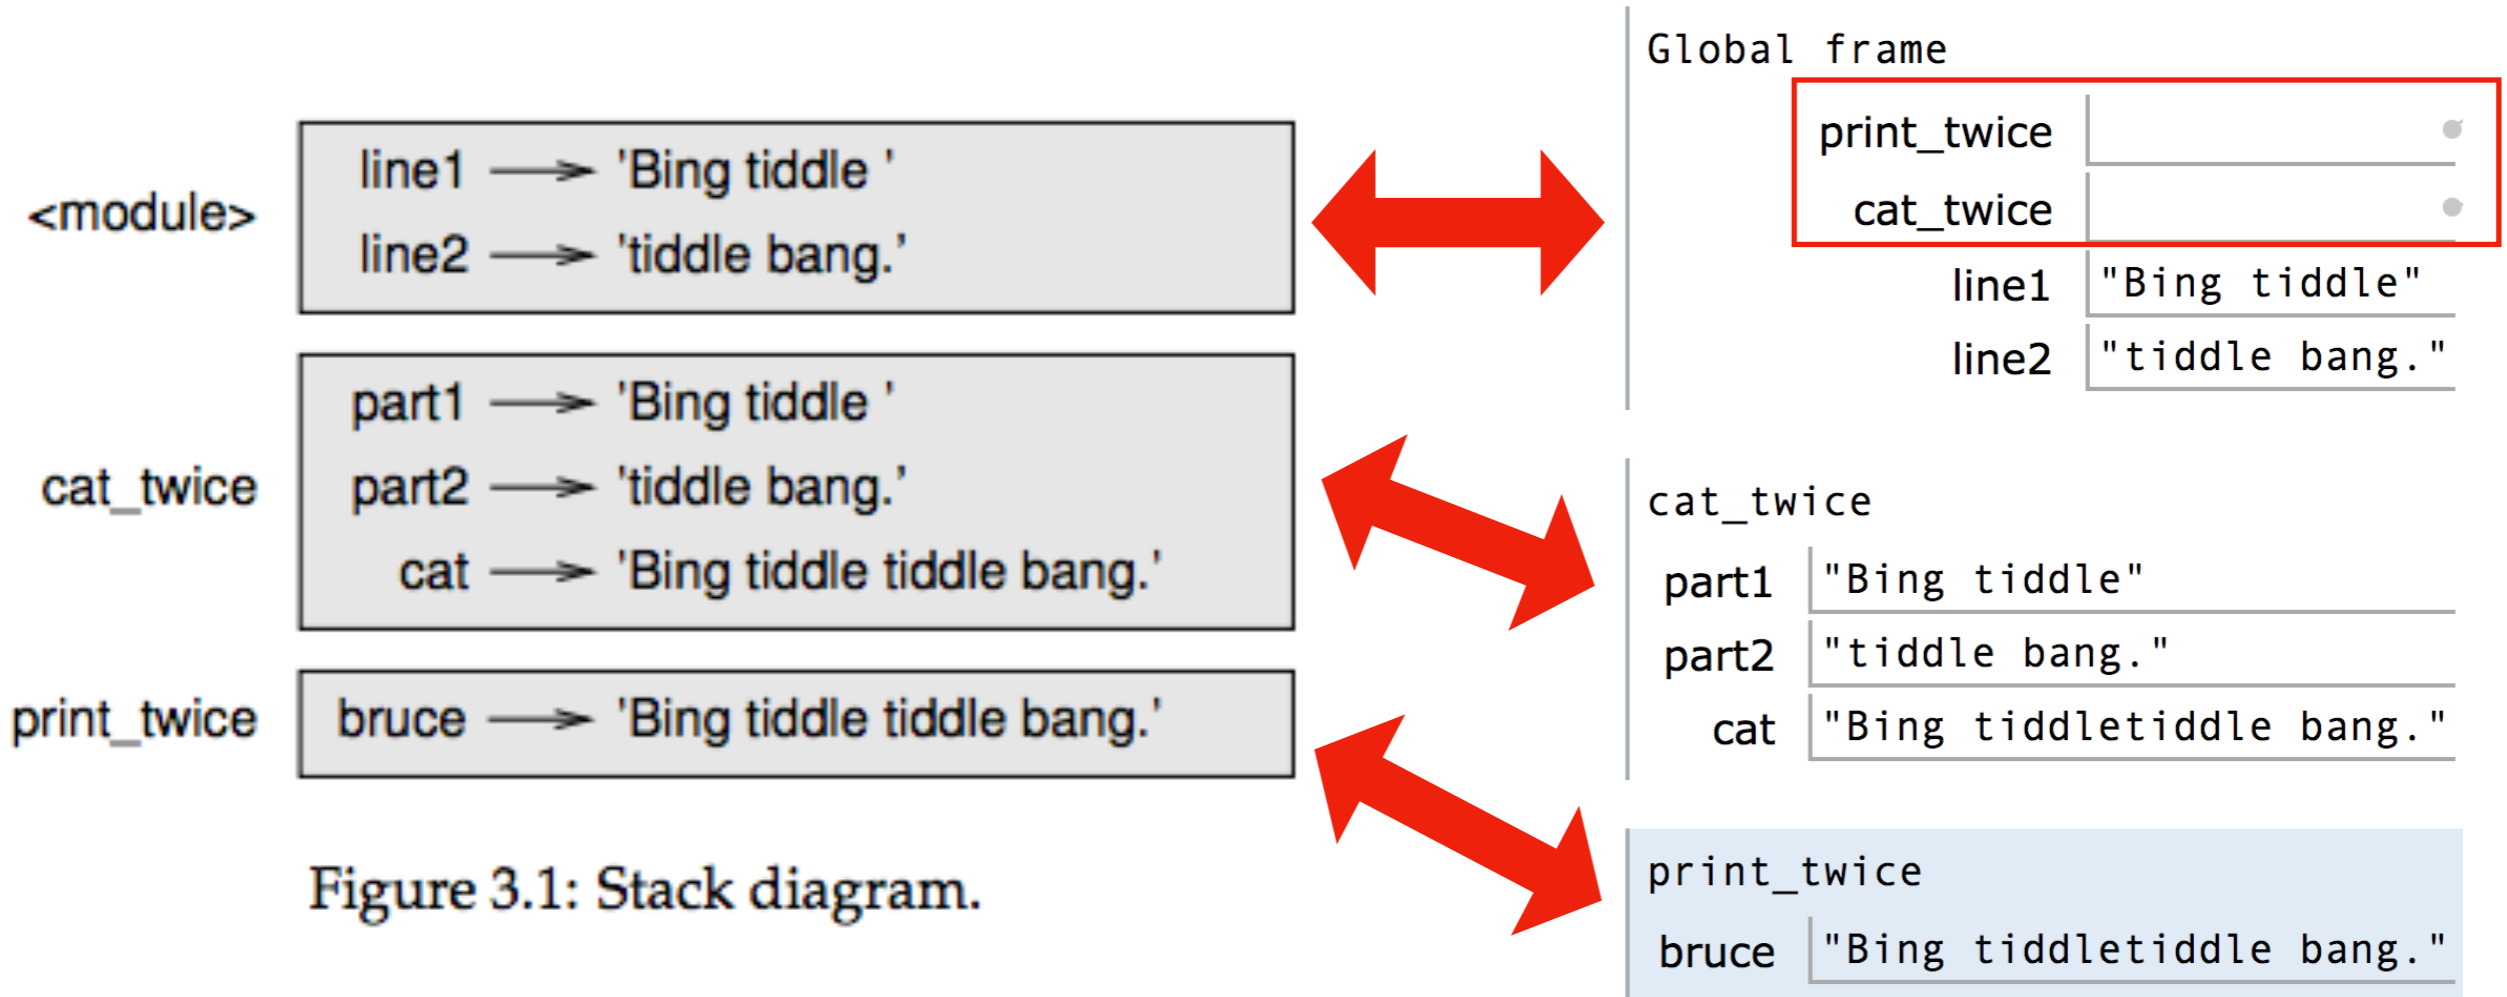 <module>
line1 'Bing tiddle '
line2 'tiddle bang.'
cat_twice
part1 'Bing tiddle '
part2 'tiddle bang.'
cat 'Bing tiddle tiddle bang.'
print_twice
bruce 'Bing tiddle tiddle bang.'
Figure 3.1: Stack diagram.
Global frame
print_twice
cat_twice
line1 "Bing tiddle"
line2 "tiddle bang."
cat_twice
part1 "Bing tiddle"
part2 "tiddle bang."
cat "Bing tiddletiddle bang."
print_twice
bruce "Bing tiddletiddle bang."